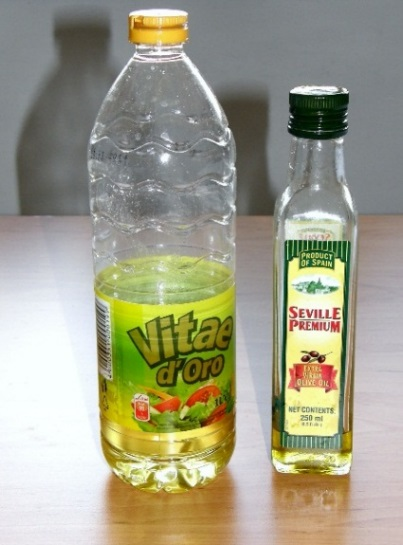 Vitae
d'Oro
PRODUCT
OF SPAIN
SEVILLE
PREMIUM
EXTRA
VIRGIN
OLIVE OIL
NET CONTENTS
250 ml